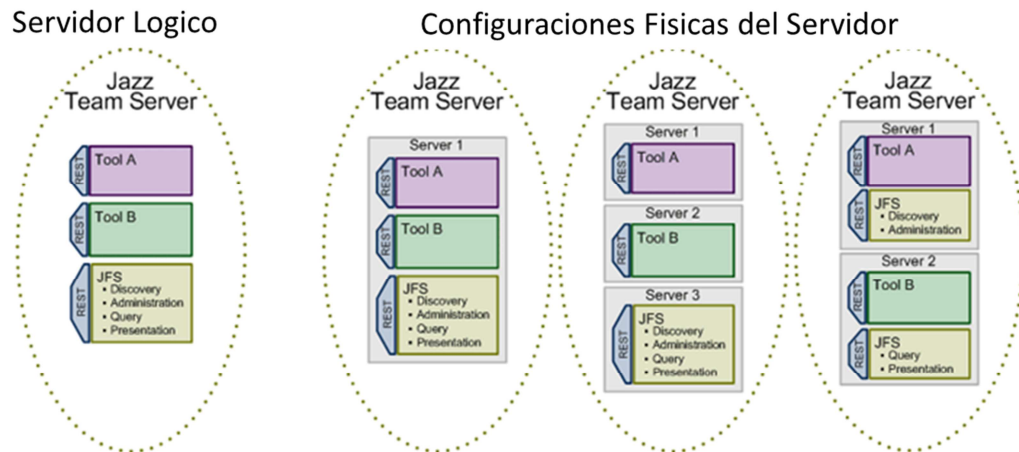 Servidor Logico
Configuraciones Fisicas del Servidor
Jazz
Team Server
REST
Tool A
REST
Tool B
REST
JFS
▪ Discovery
▪ Administration
▪ Query
▪ Presentation
Jazz
Team Server
Server 1
REST
Tool A
REST
Tool B
REST
JFS
▪ Discovery
▪ Administration
▪ Query
▪ Presentation
Jazz
Team Server
Server 1
REST
Tool A
Server 2
REST
Tool B
Server 3
REST
JFS
▪ Discovery
▪ Administration
▪ Query
▪ Presentation
Jazz
Team Server
Server 1
REST
Tool A
REST
JFS
▪ Discovery
▪ Administration
Server 2
REST
Tool B
REST
JFS
▪ Query
▪ Presentation